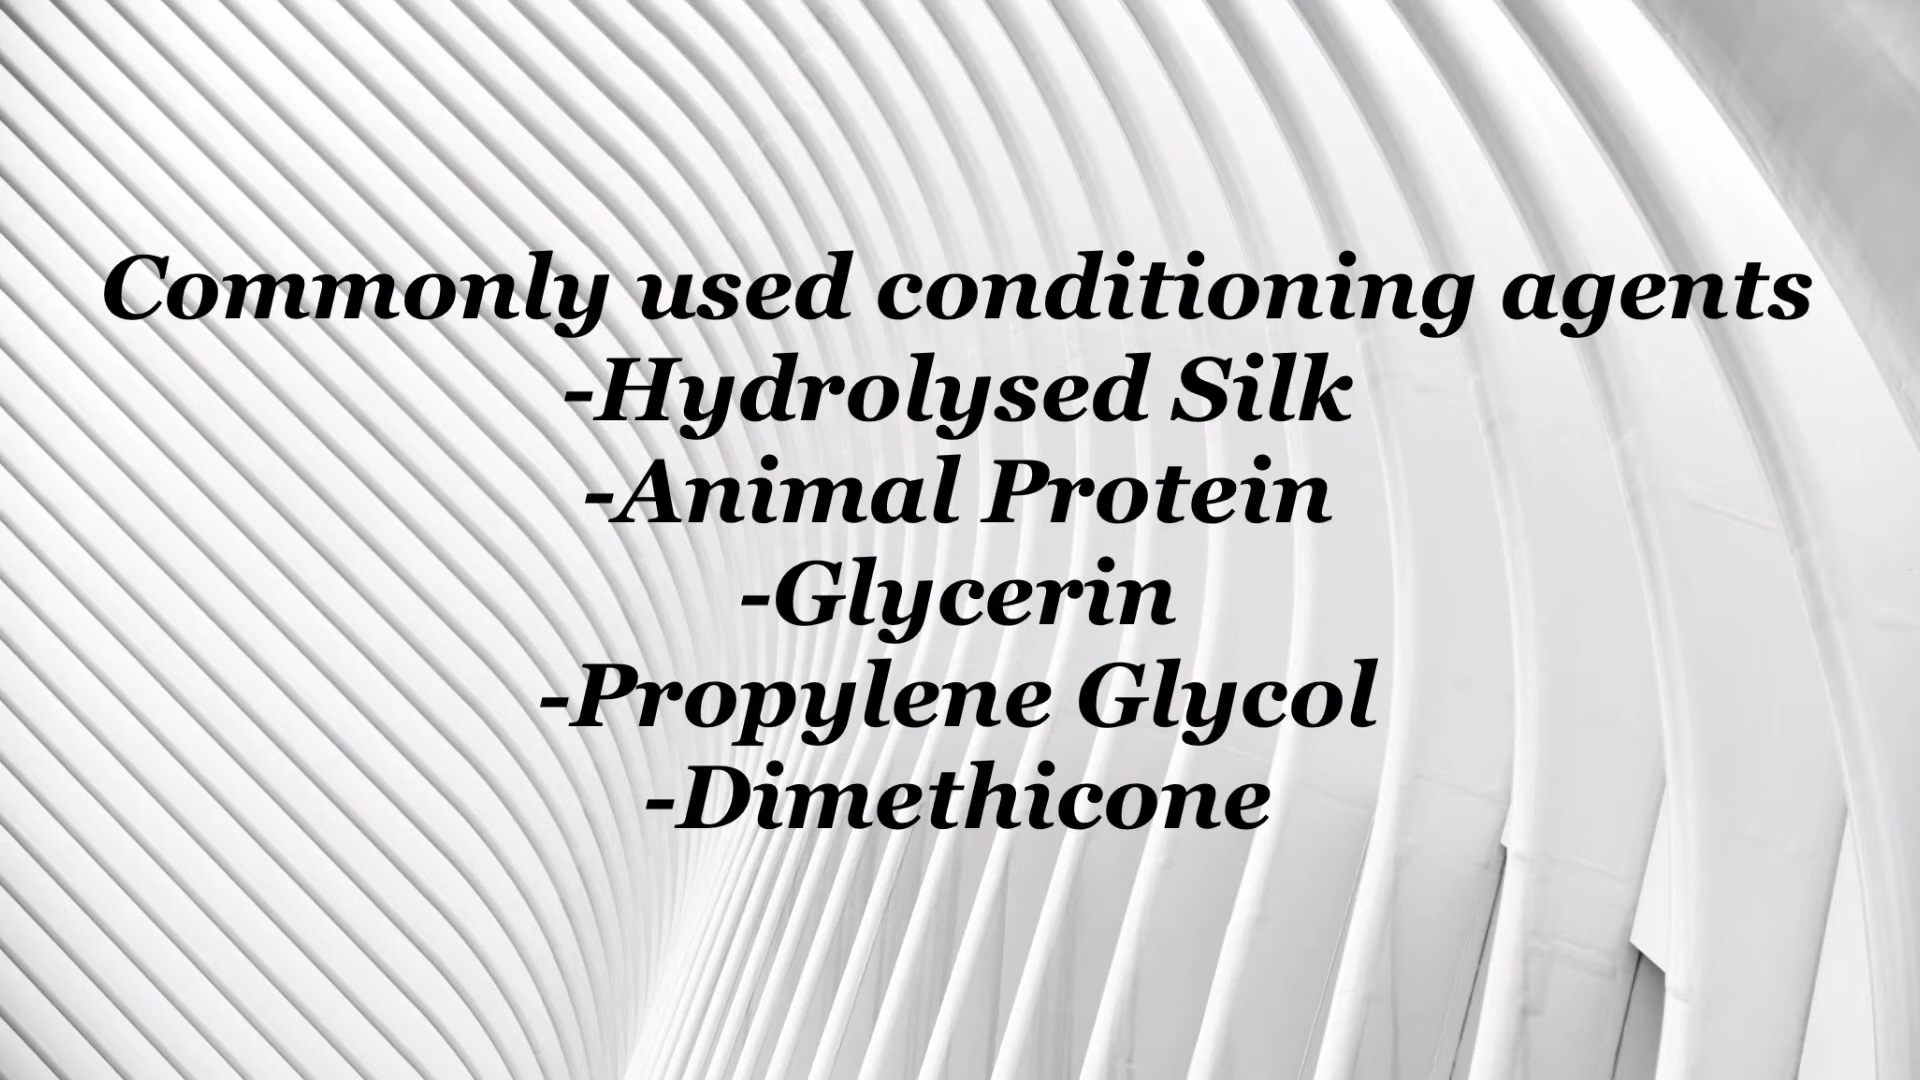 Commonly used conditioning agents
-Hydrolysed Silk
-Animal Protein
-Glycerin
-Propylene Glycol
-Dimethicone